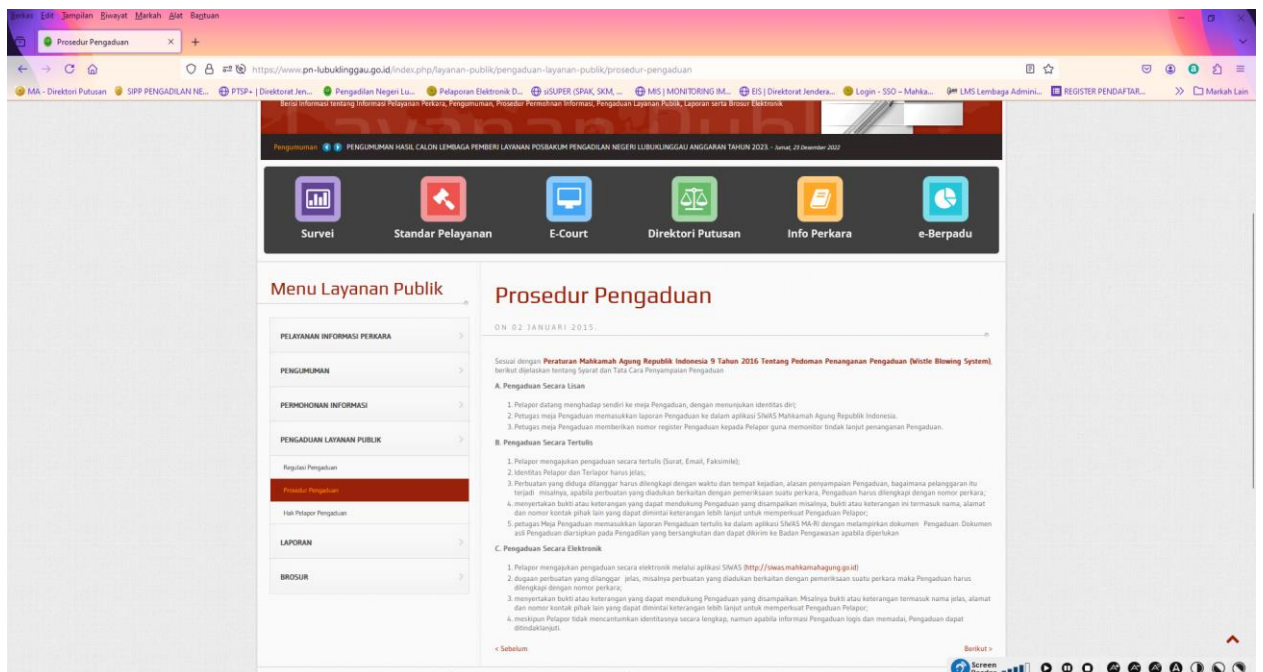 Berkas Edit Tampilan Riwayat Markah Alat Bantuan
Prosedur Pengaduan
https://www.pn-lubuklinggau.go.id/index.php/layanan-publik/pengaduan-layanan-publik/prosedur-pengaduan
MA - Direktori Putusan SIPP PENGADILAN NE... PTSP+ | Direktorat Jen... Pengadilan Negeri Lu... Pelaporan Elektronik D... siSUPER (SPAK, SKM, ... MIS | MONITORING IM... EIS | Direktorat Jendera... Login - SSO – Mahka... LMS Lembaga Admini... REGISTER PENDAFTAR... Markah Lain
Berisi Informasi tentang Informasi Pelayanan Perkara, Pengumuman, Prosedur Permohnan Informasi, Pengaduan Layanan Publik, Laporan serta Brosur Elektronik
Pengumuman PENGUMUMAN HASIL CALON LEMBAGA PEMBERI LAYANAN POSBAKUM PENGADILAN NEGERI LUBUKLINGGAU ANGGARAN TAHUN 2023. - Jumat, 23 Desember 2022
Survei Standar Pelayanan E-Court Direktori Putusan Info Perkara e-Berpadu
Menu Layanan Publik
PELAYANAN INFORMASI PERKARA
PENGUMUMAN
PERMOHONAN INFORMASI
PENGADUAN LAYANAN PUBLIK
Regulasi Pengaduan
Prosedur Pengaduan
Hak Pelapor Pengaduan
LAPORAN
BROSUR
Prosedur Pengaduan
ON 02 JANUARI 2015.
Sesuai dengan Peraturan Mahkamah Agung Republik Indonesia 9 Tahun 2016 Tentang Pedoman Penanganan Pengaduan (Wistle Blowing System),
berikut dijelaskan tentang Syarat dan Tata Cara Penyampaian Pengaduan
A. Pengaduan Secara Lisan
1. Pelapor datang menghadap sendiri ke meja Pengaduan, dengan menunjukan identitas diri;
2. Petugas meja Pengaduan memasukkan laporan Pengaduan ke dalam aplikasi SIWAS Mahkamah Agung Republik Indonesia.
3. Petugas meja Pengaduan memberikan nomor register Pengaduan kepada Pelapor guna memonitor tindak lanjut penanganan Pengaduan.
B. Pengaduan Secara Tertulis
1. Pelapor mengajukan pengaduan secara tertulis (Surat, Email, Faksimile);
2. Identitas Pelapor dan Terlapor harus jelas;
3. Perbuatan yang diduga dilanggar harus dilengkapi dengan waktu dan tempat kejadian, alasan penyampaian Pengaduan, bagaimana pelanggaran itu
terjadi misalnya, apabila perbuatan yang diadukan berkaitan dengan pemeriksaan suatu perkara, Pengaduan harus dilengkapi dengan nomor perkara;
4. menyertakan bukti atau keterangan yang dapat mendukung Pengaduan yang disampaikan misalnya, bukti atau keterangan ini termasuk nama, alamat
dan nomor kontak pihak lain yang dapat dimintai keterangan lebih lanjut untuk memperkuat Pengaduan Pelapor;
5. petugas Meja Pengaduan memasukkan laporan Pengaduan tertulis ke dalam aplikasi SIWAS MA-RI dengan melampirkan dokumen Pengaduan. Dokumen
asli Pengaduan diarsipkan pada Pengadilan yang bersangkutan dan dapat dikirim ke Badan Pengawasan apabila diperlukan
C. Pengaduan Secara Elektronik
1. Pelapor mengajukan pengaduan secara elektronik melalui aplikasi SIWAS (http://siwas.mahkamahagung.go.id)
2. dugaan perbuatan yang dilanggar jelas, misalnya perbuatan yang diadukan berkaitan dengan pemeriksaan suatu perkara maka Pengaduan harus
dilengkapi dengan nomor perkara;
3. menyertakan bukti atau keterangan yang dapat mendukung Pengaduan yang disampaikan. Misalnya bukti atau keterangan termasuk nama jelas, alamat
dan nomor kontak pihak lain yang dapat dimintai keterangan lebih lanjut untuk memperkuat Pengaduan Pelapor;
4. meskipun Pelapor tidak mencantumkan identitasnya secara lengkap, namun apabila informasi Pengaduan logis dan memadai, Pengaduan dapat
ditindaklanjuti
< Sebelum Berikut >
Screen